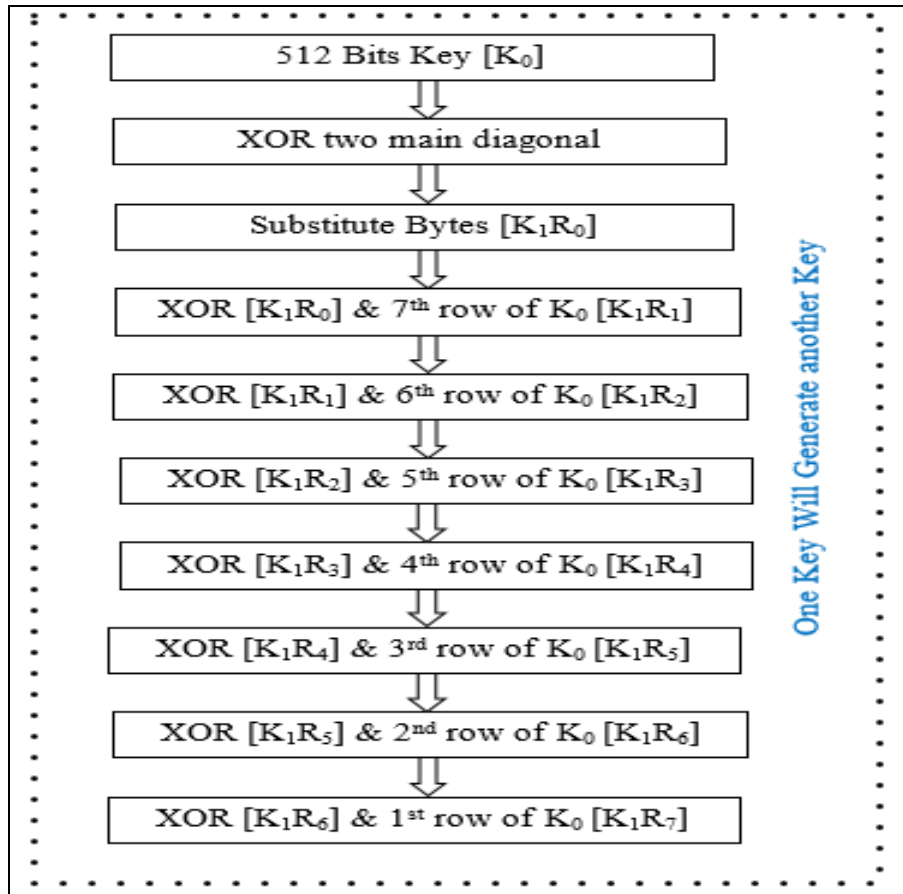 512 Bits Key [K₀]
XOR two main diagonal
Substitute Bytes [K₁R₀]
XOR [K₁R₀] & 7ᵗʰ row of K₀ [K₁R₁]
XOR [K₁R₁] & 6ᵗʰ row of K₀ [K₁R₂]
XOR [K₁R₂] & 5ᵗʰ row of K₀ [K₁R₃]
XOR [K₁R₃] & 4ᵗʰ row of K₀ [K₁R₄]
XOR [K₁R₄] & 3ʳᵈ row of K₀ [K₁R₅]
XOR [K₁R₅] & 2ⁿᵈ row of K₀ [K₁R₆]
XOR [K₁R₆] & 1ˢᵗ row of K₀ [K₁R₇]
One Key Will Generate another Key